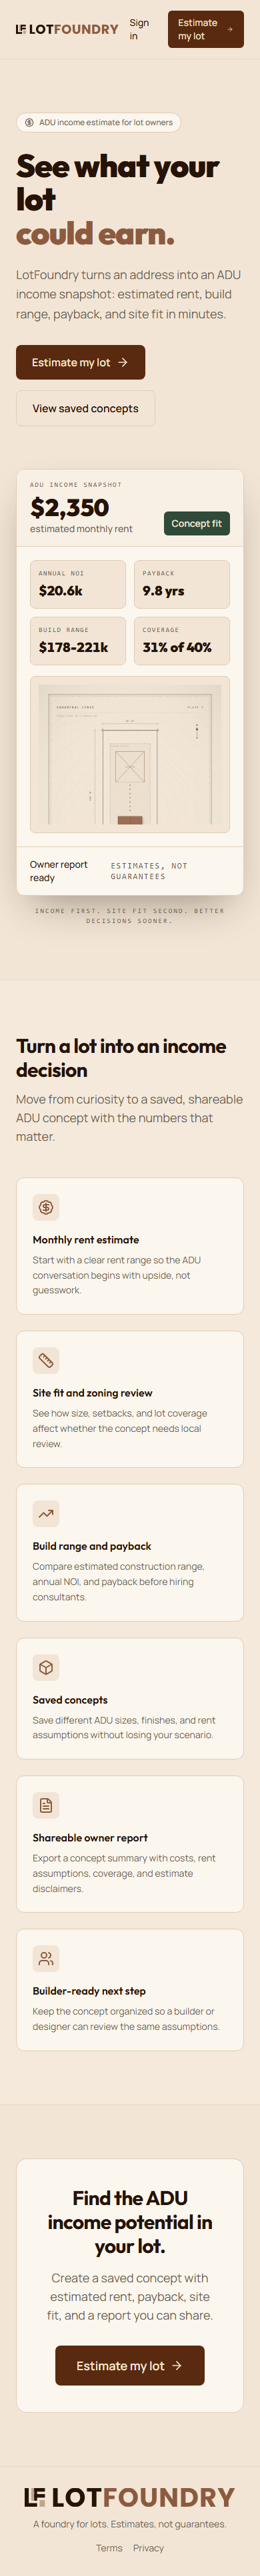 LOTFOUNDRY
Sign in
Estimate my lot
ADU income estimate for lot owners
See what your
lot
could earn.
LotFoundry turns an address into an ADU
income snapshot: estimated rent, build
range, payback, and site fit in minutes.
Estimate my lot
View saved concepts
ADU INCOME SNAPSHOT
$2,350
estimated monthly rent
Concept fit
ANNUAL NOI
$20.6k
PAYBACK
9.8 yrs
BUILD RANGE
$178-221k
COVERAGE
31% of 40%
Owner report
ready
ESTIMATES, NOT
GUARANTEES
INCOME FIRST. SITE FIT SECOND. BETTER
DECISIONS SOONER.
Turn a lot into an income
decision
Move from curiosity to a saved, shareable
ADU concept with the numbers that
matter.
Monthly rent estimate
Start with a clear rent range so the ADU
conversation begins with upside, not
guesswork.
Site fit and zoning review
See how size, setbacks, and lot coverage
affect whether the concept needs local
review.
Build range and payback
Compare estimated construction range,
annual NOI, and payback before hiring
consultants.
Saved concepts
Save different ADU sizes, finishes, and rent
assumptions without losing your scenario.
Shareable owner report
Export a concept summary with costs, rent
assumptions, coverage, and estimate
disclaimers.
Builder-ready next step
Keep the concept organized so a builder or
designer can review the same assumptions.
Find the ADU
income potential in
your lot.
Create a saved concept with
estimated rent, payback, site
fit, and a report you can share.
Estimate my lot
LOTFOUNDRY
A foundry for lots. Estimates, not guarantees.
Terms Privacy